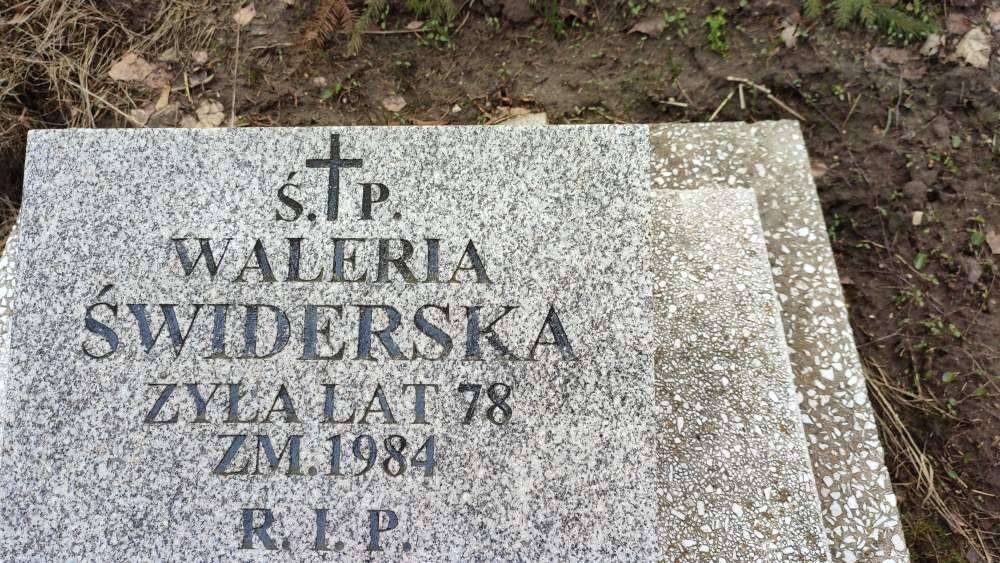 Ś. P.
WALERIA
ŚWIDERSKA
ŻYŁA LAT 78
ZM. 1984
R. I. P.